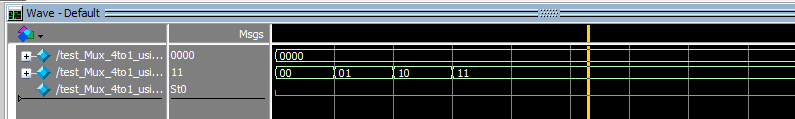 Wave - Default
Msgs
/test_Mux_4to1_usi... 0000 0000
/test_Mux_4to1_usi... 11 00 01 10 11
/test_Mux_4to1_usi... St0